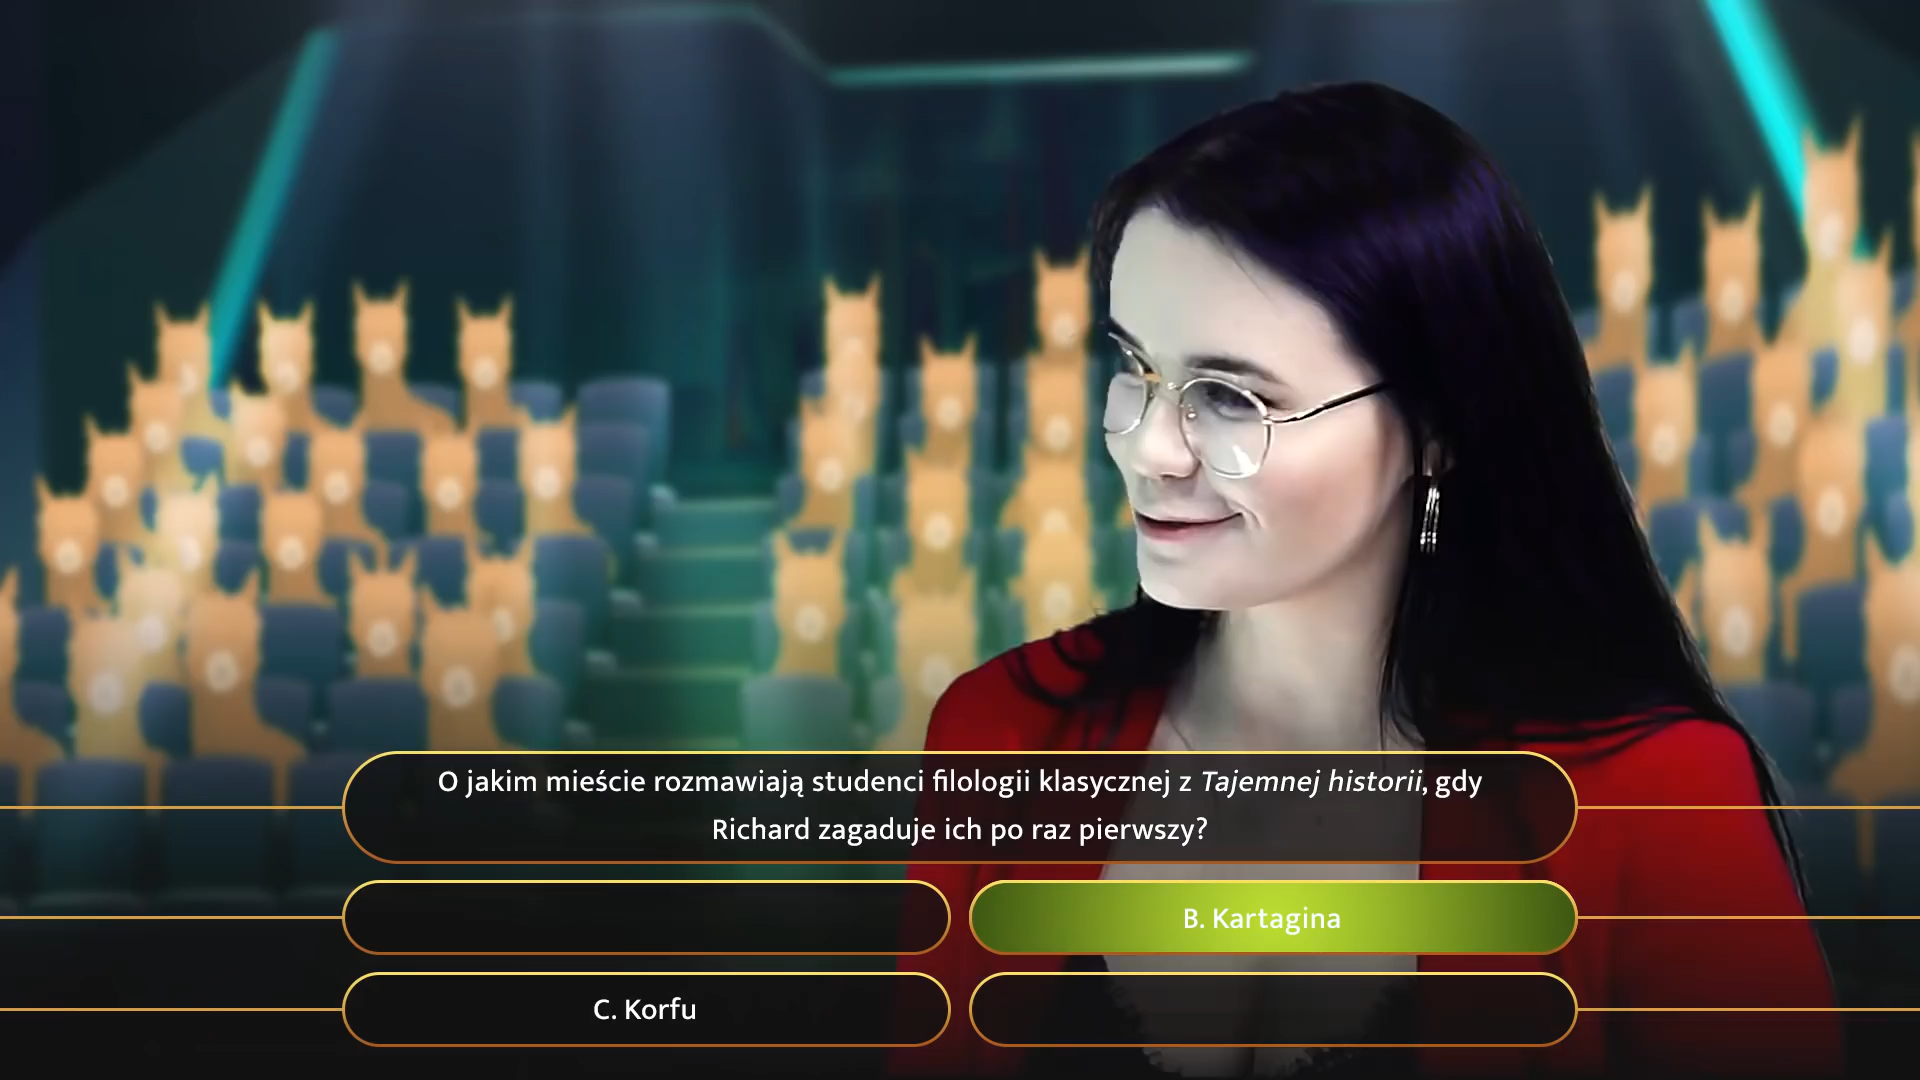 O jakim mieście rozmawiają studenci filologii klasycznej z Tajemnej historii, gdy
Richard zagaduje ich po raz pierwszy?
B. Kartagina
C. Korfu